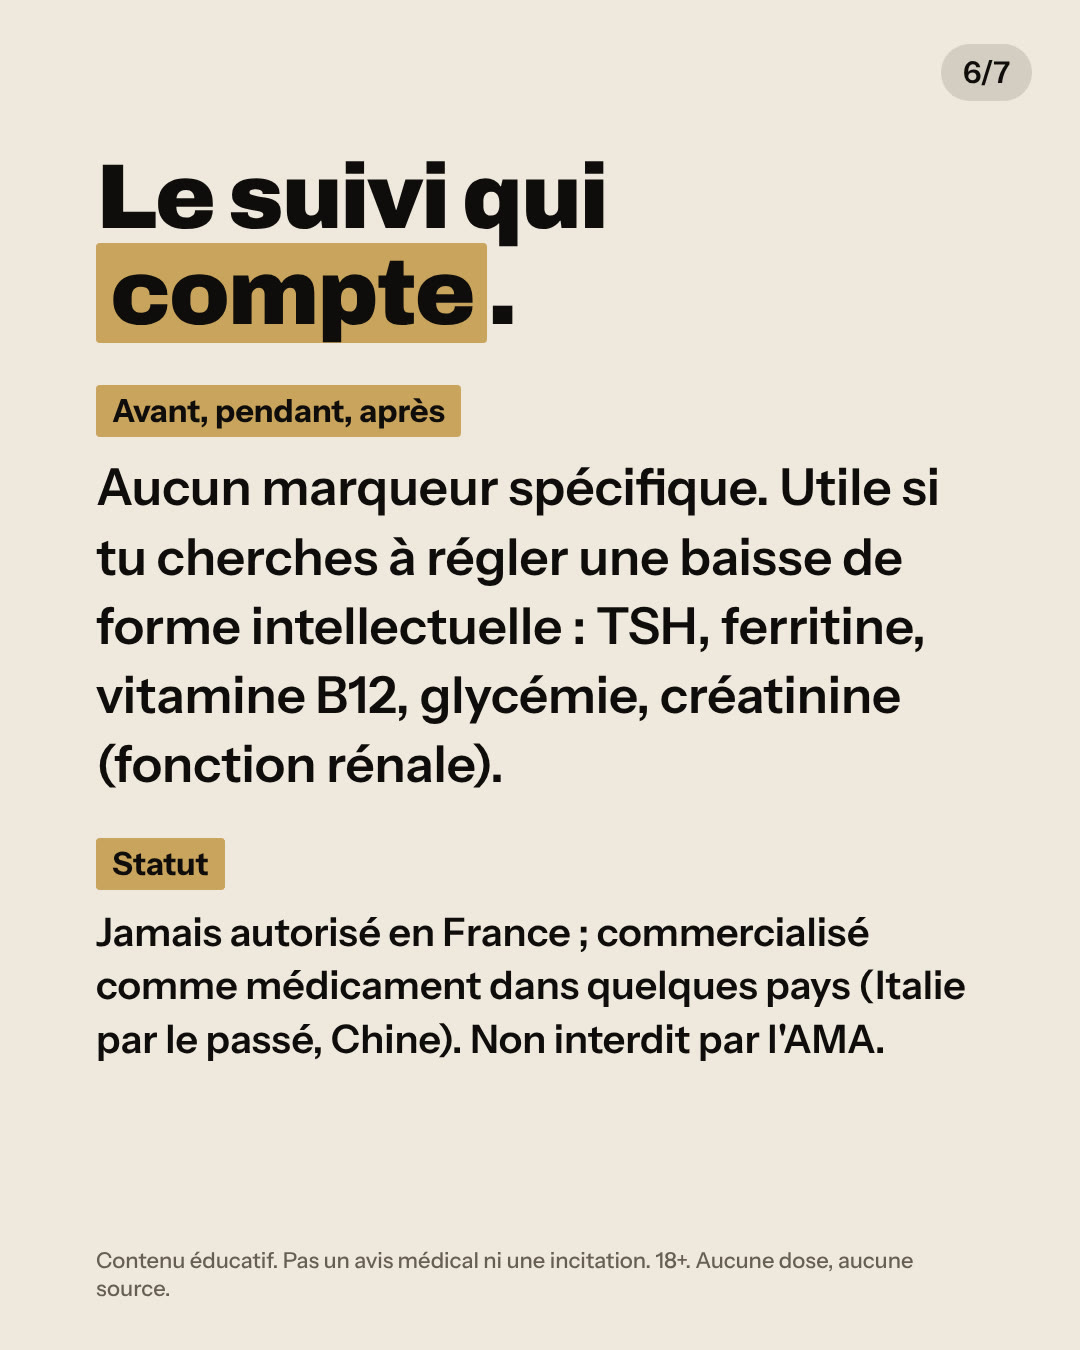 6/7
Le suivi qui
compte.
Avant, pendant, après
Aucun marqueur spécifique. Utile si
tu cherches à régler une baisse de
forme intellectuelle : TSH, ferritine,
vitamine B12, glycémie, créatinine
(fonction rénale).
Statut
Jamais autorisé en France ; commercialisé
comme médicament dans quelques pays (Italie
par le passé, Chine). Non interdit par l'AMA.
Contenu éducatif. Pas un avis médical ni une incitation. 18+. Aucune dose, aucune
source.